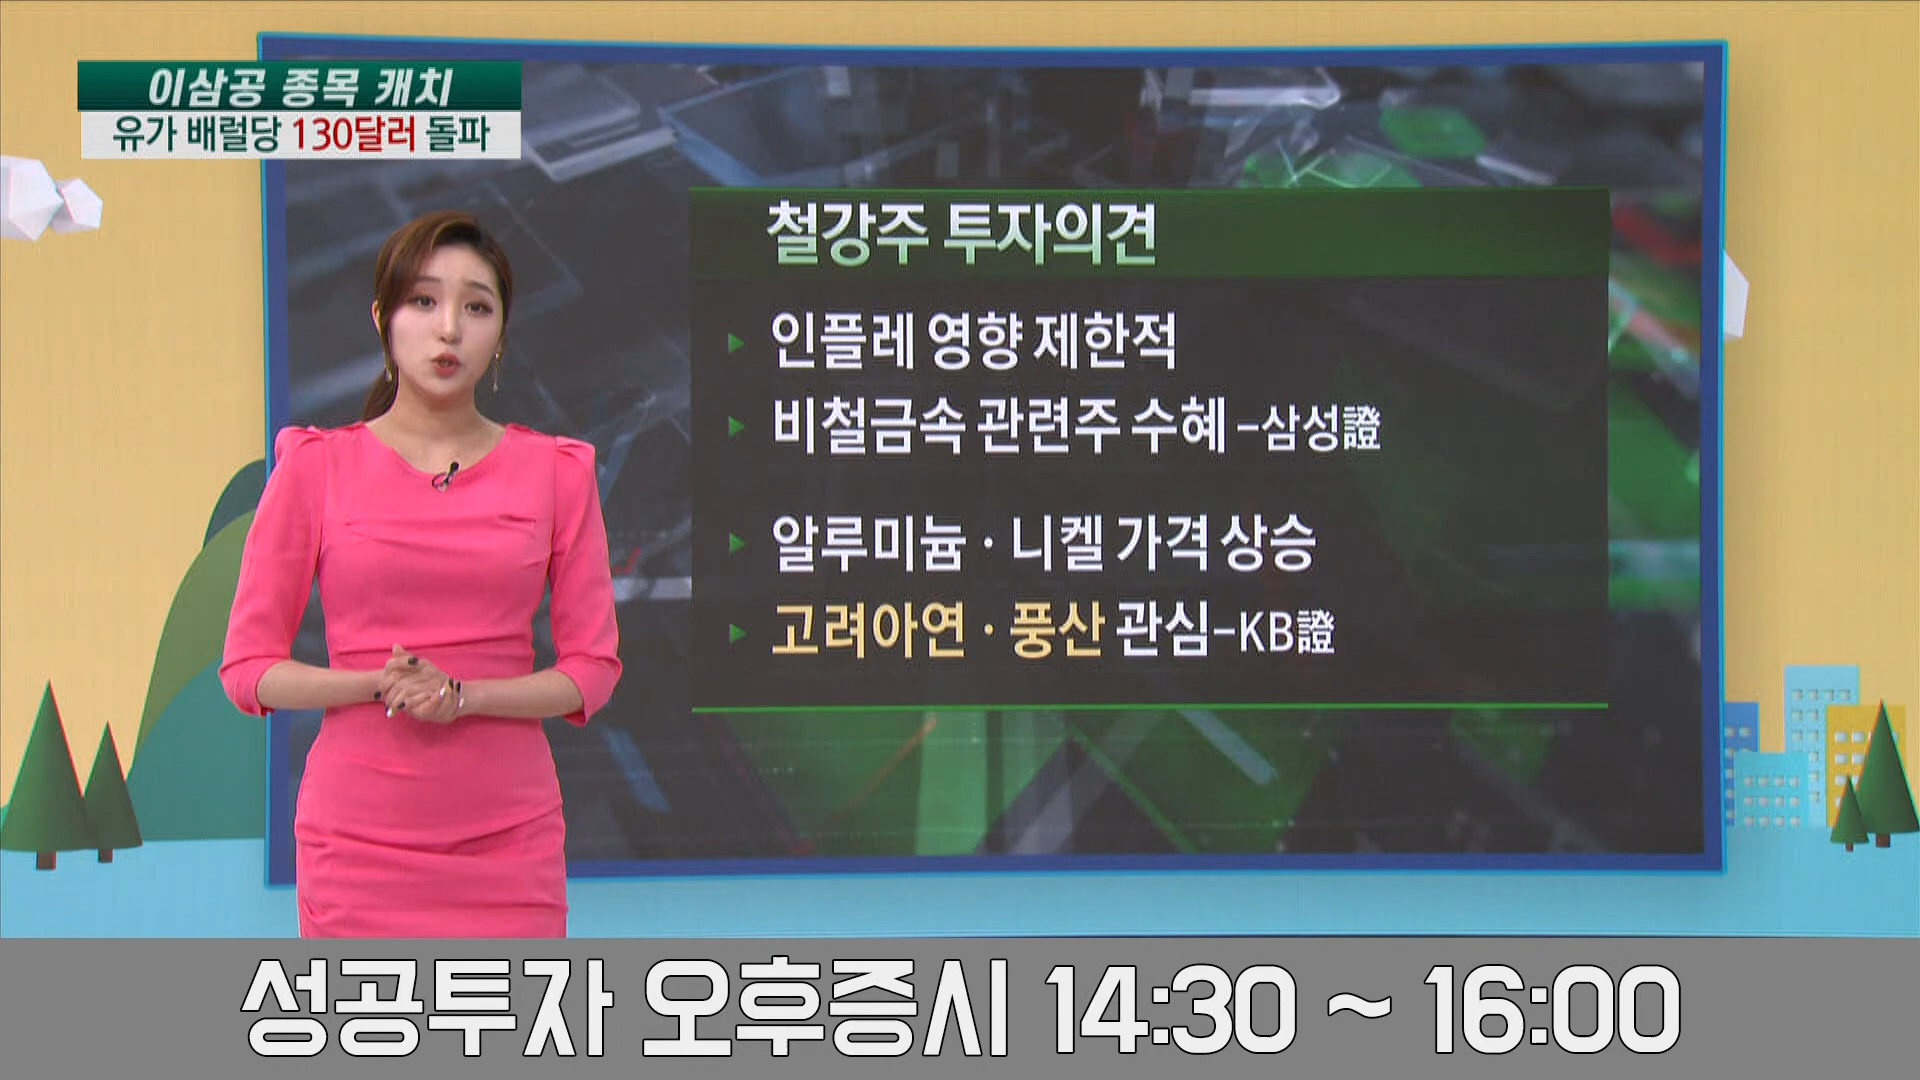 이삼공 종목 캐치
유가 배럴당 130달러 돌파
철강주 투자의견
▶ 인플레 영향 제한적
▶ 비철금속 관련주 수혜 -삼성證
▶ 알루미늄 · 니켈 가격 상승
▶ 고려아연 · 풍산 관심-KB證
성공투자 오후증시 14:30 ~ 16:00